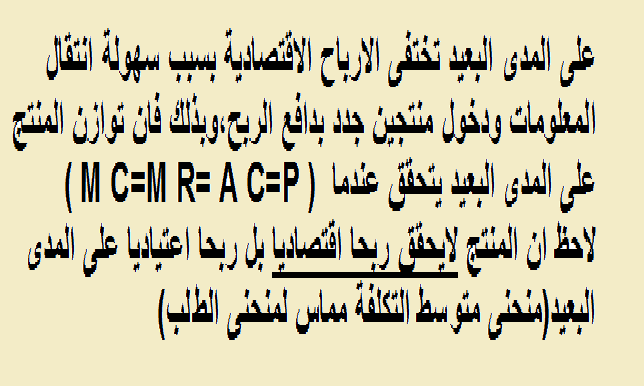 على المدى البعيد تختفى الارباح الاقتصادية بسبب سهولة انتقال
المعلومات ودخول منتجين جدد بدافع الربح،وبذلك فان توازن المنتج
على المدى البعيد يتحقق عندما ( M C=M R= A C=P )
لاحظ ان المنتج لايحقق ربحا اقتصاديا بل ربحا اعتياديا على المدى
البعيد(منحنى متوسط التكلفة مماس لمنحنى الطلب)